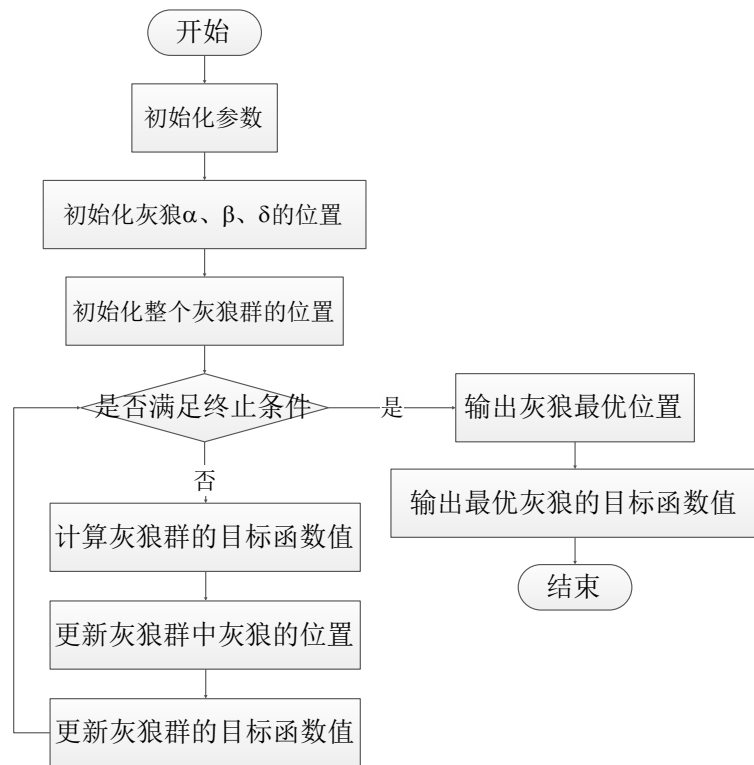 开始
初始化参数
初始化灰狼α、β、δ的位置
初始化整个灰狼群的位置
是否满足终止条件
是
输出灰狼最优位置
输出最优灰狼的目标函数值
结束
否
计算灰狼群的目标函数值
更新灰狼群中灰狼的位置
更新灰狼群的目标函数值